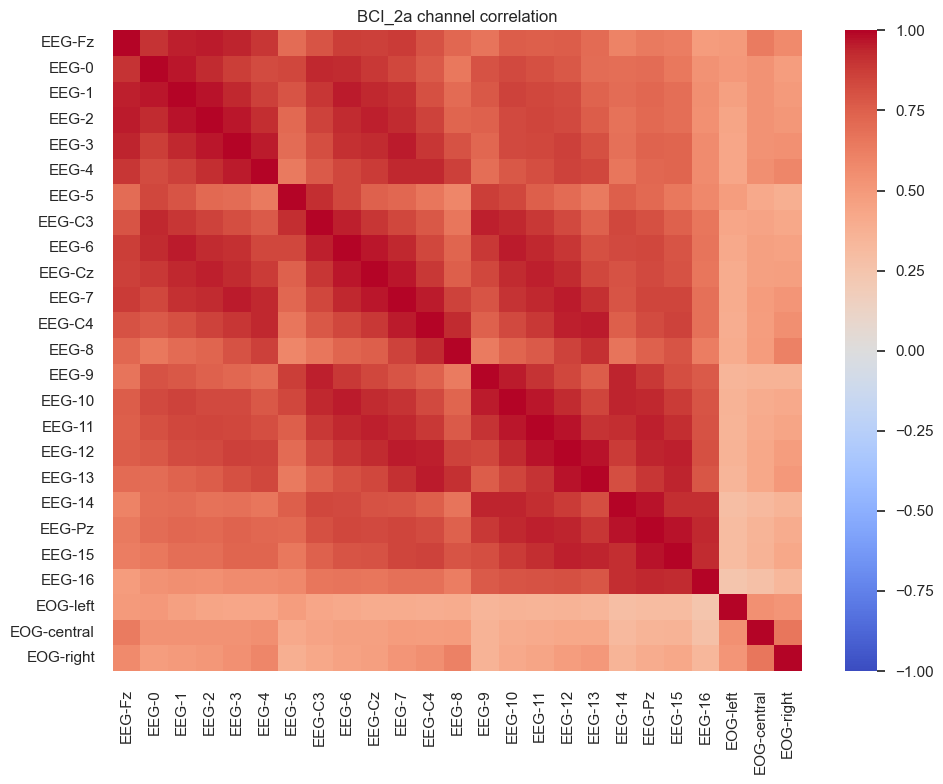 BCI_2a channel correlation
EEG-Fz
EEG-0
EEG-1
EEG-2
EEG-3
EEG-4
EEG-5
EEG-C3
EEG-6
EEG-Cz
EEG-7
EEG-C4
EEG-8
EEG-9
EEG-10
EEG-11
EEG-12
EEG-13
EEG-14
EEG-Pz
EEG-15
EEG-16
EOG-left
EOG-central
EOG-right
EEG-Fz
EEG-0
EEG-1
EEG-2
EEG-3
EEG-4
EEG-5
EEG-C3
EEG-6
EEG-Cz
EEG-7
EEG-C4
EEG-8
EEG-9
EEG-10
EEG-11
EEG-12
EEG-13
EEG-14
EEG-Pz
EEG-15
EEG-16
EOG-left
EOG-central
EOG-right
1.00
0.75
0.50
0.25
0.00
−0.25
−0.50
−0.75
−1.00